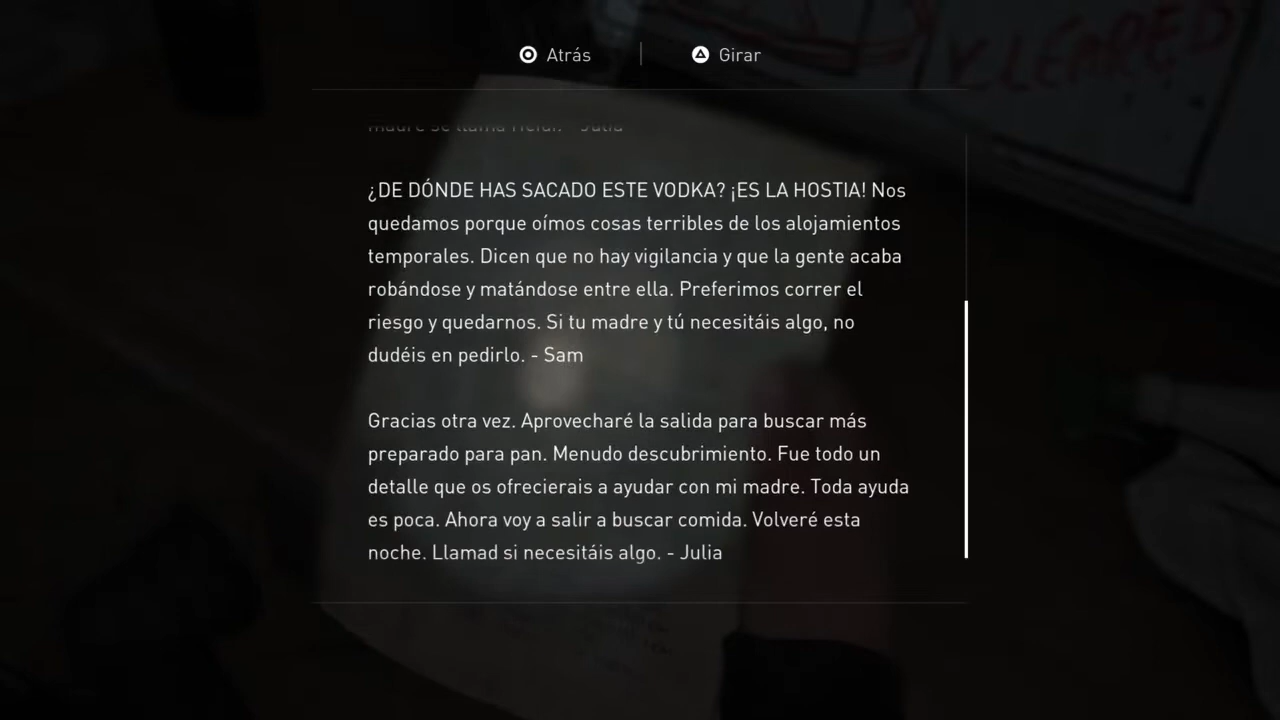 Atrás
Girar
¿DE DÓNDE HAS SACADO ESTE VODKA? ¡ES LA HOSTIA! Nos
quedamos porque oímos cosas terribles de los alojamientos
temporales. Dicen que no hay vigilancia y que la gente acaba
robándose y matándose entre ella. Preferimos correr el
riesgo y quedarnos. Si tu madre y tú necesitáis algo, no
dudéis en pedirlo. - Sam
Gracias otra vez. Aprovecharé la salida para buscar más
preparado para pan. Menudo descubrimiento. Fue todo un
detalle que os ofrecierais a ayudar con mi madre. Toda ayuda
es poca. Ahora voy a salir a buscar comida. Volveré esta
noche. Llamad si necesitáis algo. - Julia